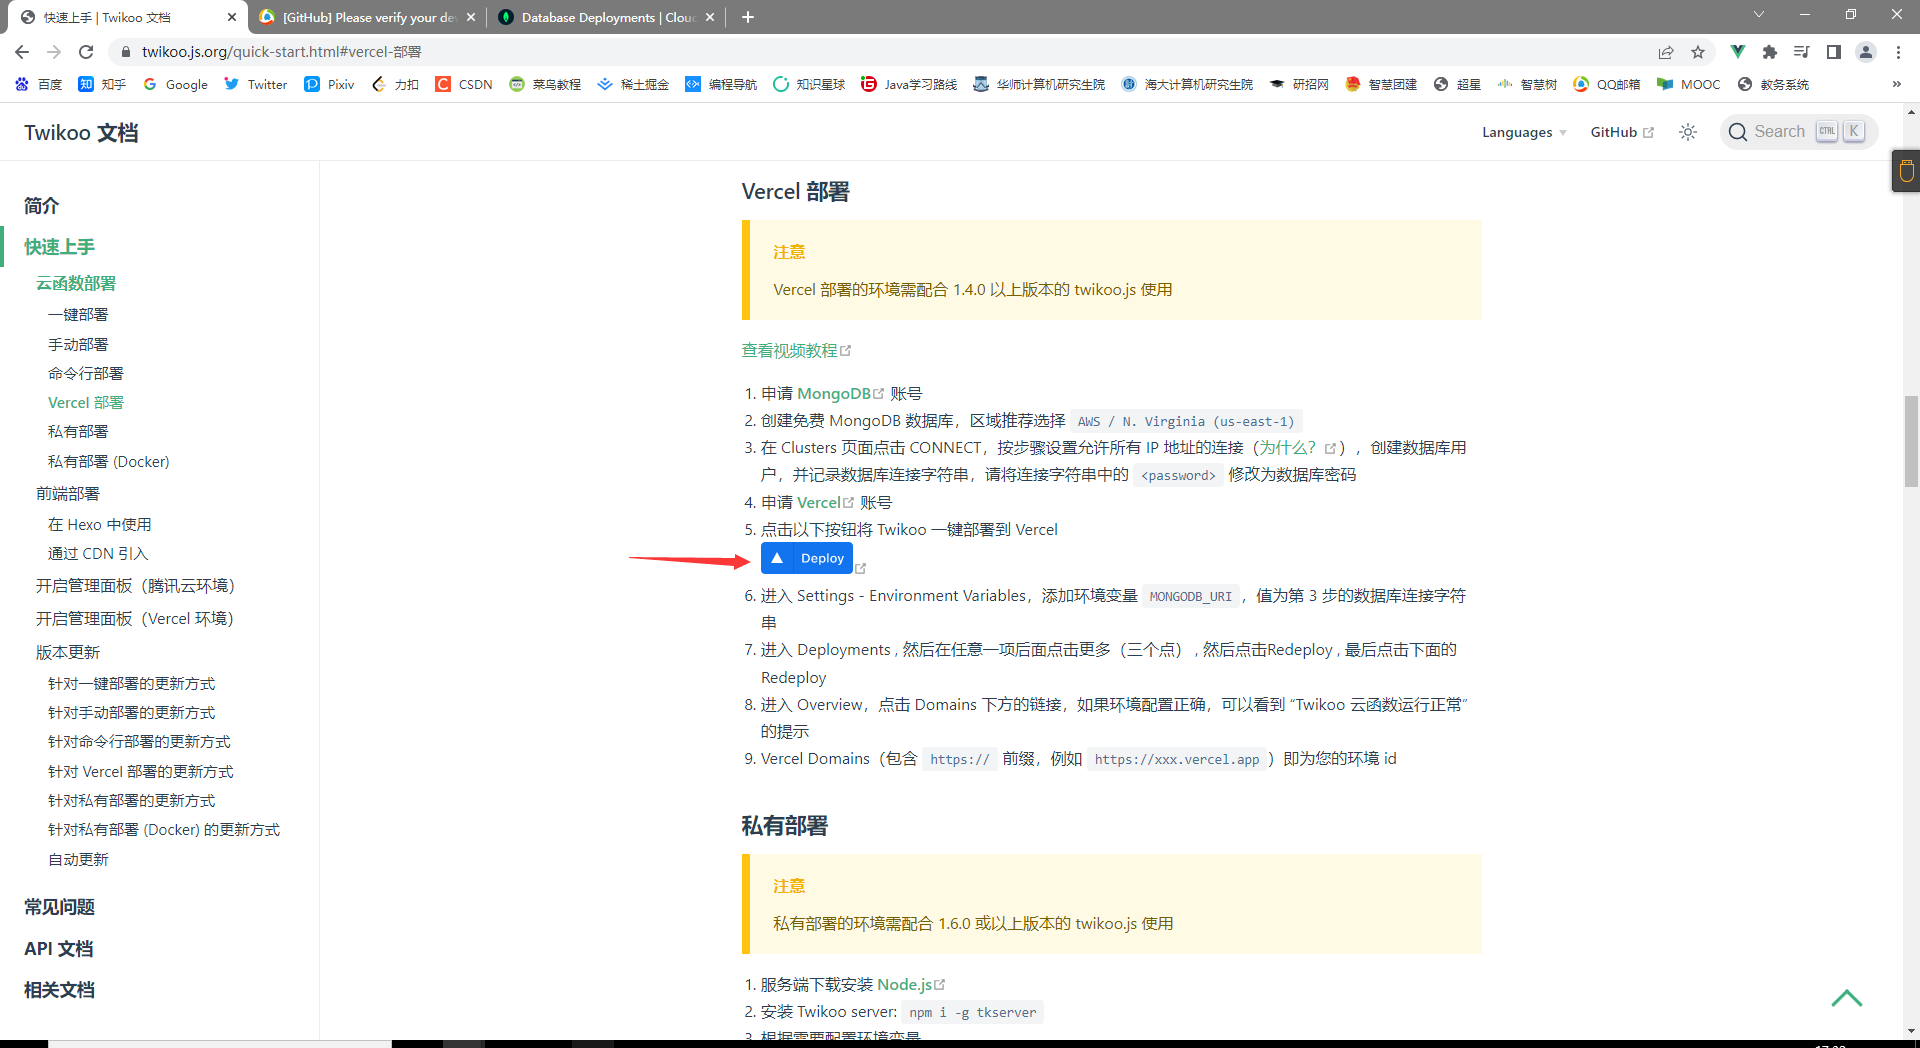 快速上手 | Twikoo 文档
[GitHub] Please verify your de
Database Deployments | Clou
twikoo.js.org/quick-start.html#vercel-部署
百度
知乎
Google
Twitter
Pixiv
力扣
CSDN
菜鸟教程
稀土掘金
编程导航
知识星球
Java学习路线
华师计算机研究生院
海大计算机研究生院
研招网
智慧团建
超星
智慧树
QQ邮箱
MOOC
教务系统
»
Twikoo 文档
Languages
GitHub
Search
CTRL
K
简介
快速上手
云函数部署
一键部署
手动部署
命令行部署
Vercel 部署
私有部署
私有部署 (Docker)
前端部署
在 Hexo 中使用
通过 CDN 引入
开启管理面板（腾讯云环境）
开启管理面板（Vercel 环境）
版本更新
针对一键部署的更新方式
针对手动部署的更新方式
针对命令行部署的更新方式
针对 Vercel 部署的更新方式
针对私有部署的更新方式
针对私有部署 (Docker) 的更新方式
自动更新
常见问题
API 文档
相关文档
Vercel 部署
注意
Vercel 部署的环境需配合 1.4.0 以上版本的 twikoo.js 使用
查看视频教程
1. 申请 MongoDB 账号
2. 创建免费 MongoDB 数据库，区域推荐选择 AWS / N. Virginia (us-east-1)
3. 在 Clusters 页面点击 CONNECT，按步骤设置允许所有 IP 地址的连接（为什么？），创建数据库用
户，并记录数据库连接字符串，请将连接字符串中的 <password> 修改为数据库密码
4. 申请 Vercel 账号
5. 点击以下按钮将 Twikoo 一键部署到 Vercel
Deploy
6. 进入 Settings - Environment Variables，添加环境变量 MONGODB_URI ，值为第 3 步的数据库连接字符
串
7. 进入 Deployments , 然后在任意一项后面点击更多（三个点） , 然后点击Redeploy , 最后点击下面的
Redeploy
8. 进入 Overview，点击 Domains 下方的链接，如果环境配置正确，可以看到 “Twikoo 云函数运行正常”
的提示
9. Vercel Domains（包含 https:// 前缀，例如 https://xxx.vercel.app ）即为您的环境 id
私有部署
注意
私有部署的环境需配合 1.6.0 或以上版本的 twikoo.js 使用
1. 服务端下载安装 Node.js
2. 安装 Twikoo server: npm i -g tkserver
3. 根据需要配置环境变量